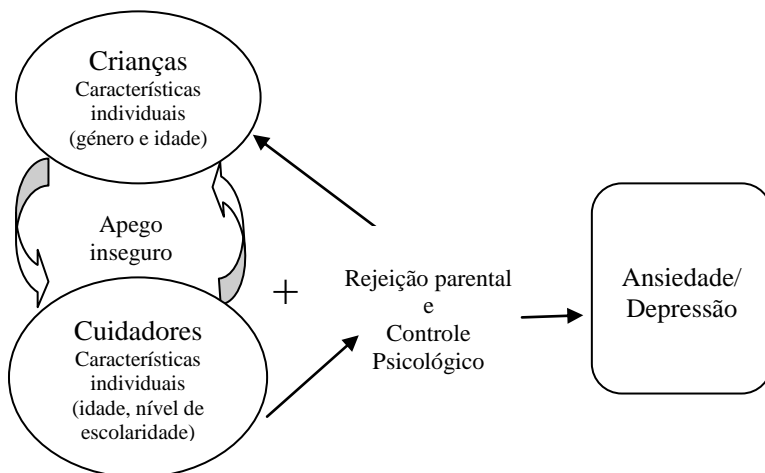 Crianças
Características
individuais
(género e idade)
Apego
inseguro
+
Rejeição parental
e
Controle
Psicológico
Ansiedade/
Depressão
Cuidadores
Características
individuais
(idade, nível de
escolaridade)